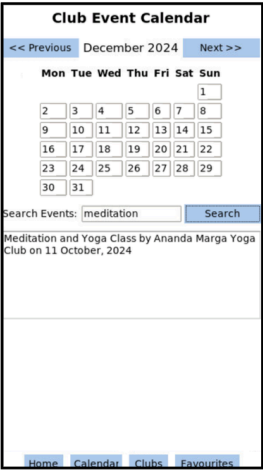 Club Event Calendar
<< Previous December 2024 Next >>
Mon Tue Wed Thu Fri Sat Sun
1
2 3 4 5 6 7 8
9 10 11 12 13 14 15
16 17 18 19 20 21 22
23 24 25 26 27 28 29
30 31
Search Events: meditation Search
Meditation and Yoga Class by Ananda Marga Yoga
Club on 11 October, 2024
Home Calendar Clubs Favourites